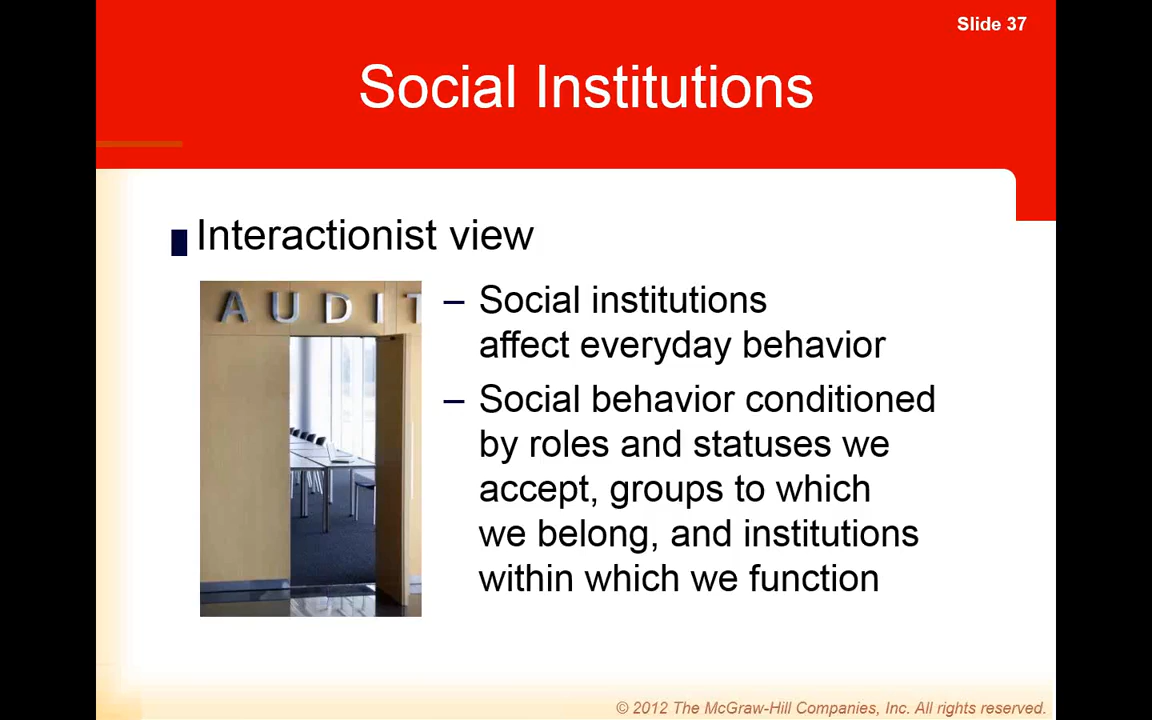 Slide 37
Social Institutions
Interactionist view
AUDIT
– Social institutions
affect everyday behavior
– Social behavior conditioned
by roles and statuses we
accept, groups to which
we belong, and institutions
within which we function
© 2012 The McGraw-Hill Companies, Inc. All rights reserved.